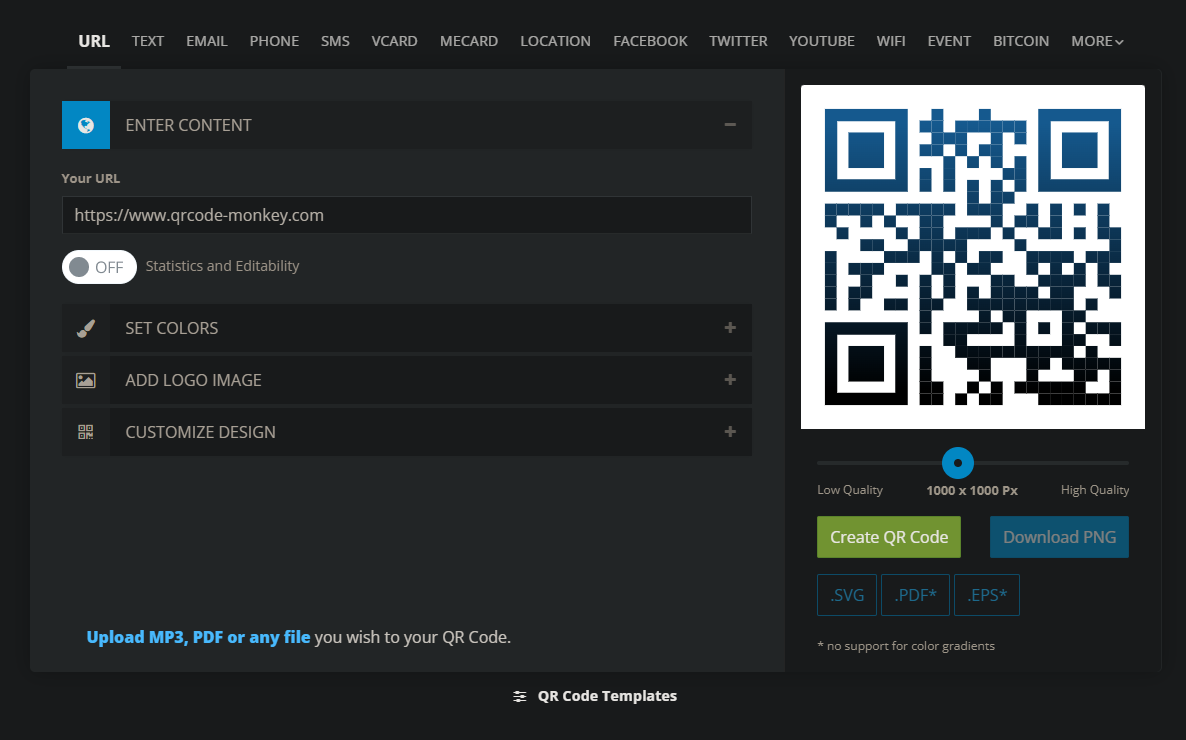 URL TEXT EMAIL PHONE SMS VCARD MECARD LOCATION FACEBOOK TWITTER YOUTUBE WIFI EVENT BITCOIN MORE
ENTER CONTENT
Your URL
https://www.qrcode-monkey.com
OFF Statistics and Editability
SET COLORS
ADD LOGO IMAGE
CUSTOMIZE DESIGN
Upload MP3, PDF or any file you wish to your QR Code.
Low Quality 1000 x 1000 Px High Quality
Create QR Code Download PNG
.SVG .PDF* .EPS*
* no support for color gradients
QR Code Templates